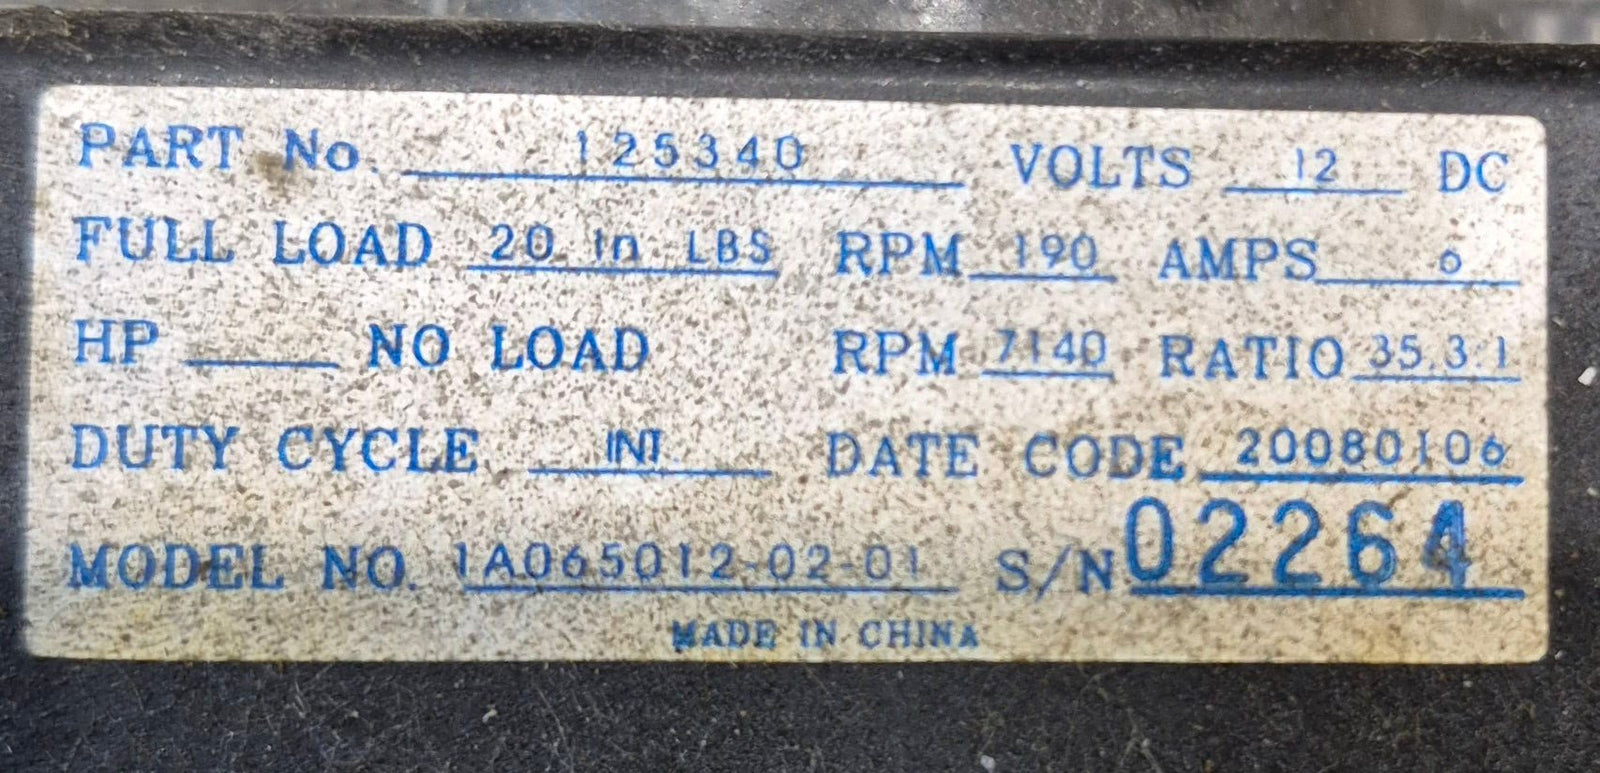 PART No. 125340 VOLTS 12 DC
FULL LOAD 20 in LBS RPM 190 AMPS 6
HP NO LOAD RPM 7140 RATIO 35.3:1
DUTY CYCLE INT. DATE CODE 20080106
MODEL NO. 1A065012-02-01 S/N 02264
MADE IN CHINA